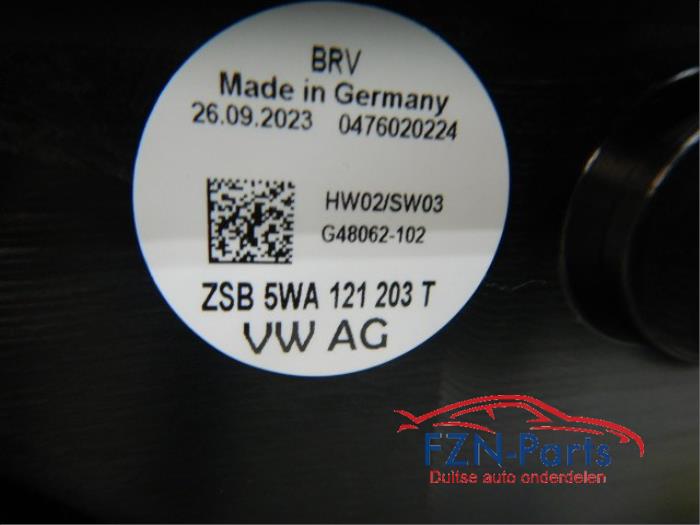 BRV
Made in Germany
26.09.2023 0476020224
HW02/SW03
G48062-102
ZSB 5WA 121 203 T
VW AG
FZN-Parts
Duitse auto onderdelen